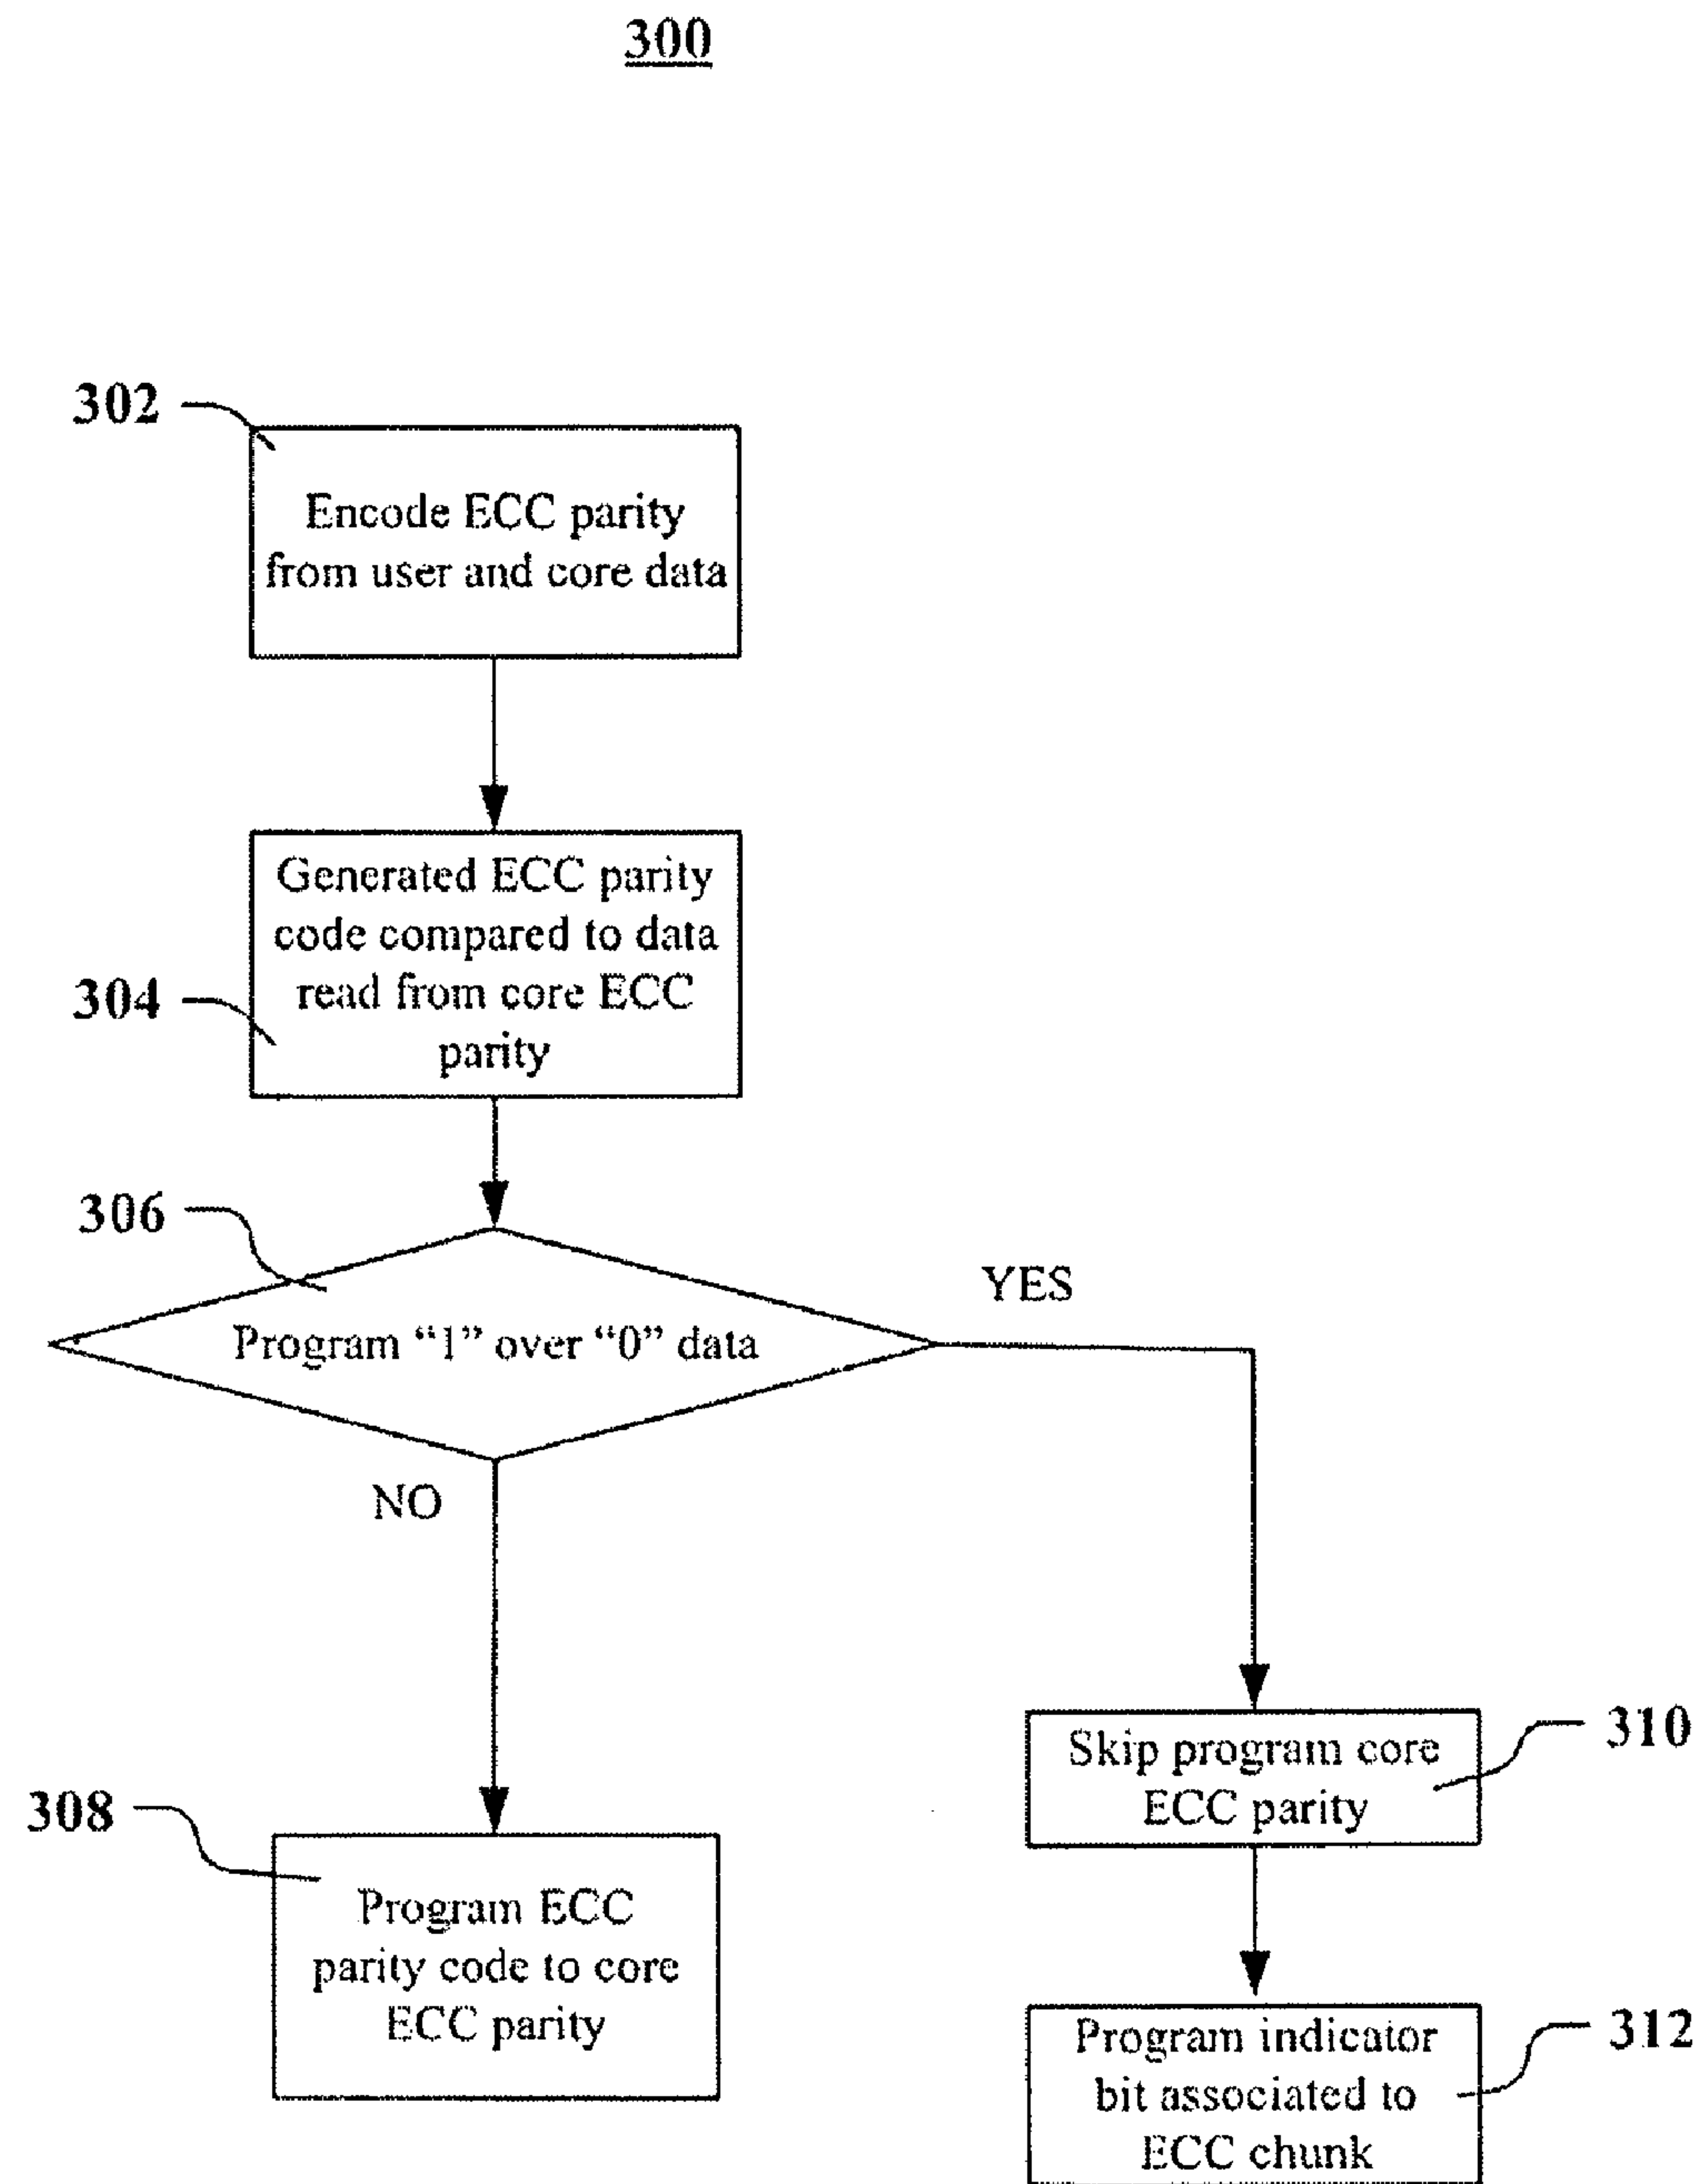 300
302
Encode ECC parity
from user and core data
304
Generated ECC parity
code compared to data
read from core ECC
parity
306
Program “1” over “0” data
YES
NO
308
Program ECC
parity code to core
ECC parity
Skip program core
ECC parity
310
Program indicator
bit associated to
ECC chunk
312